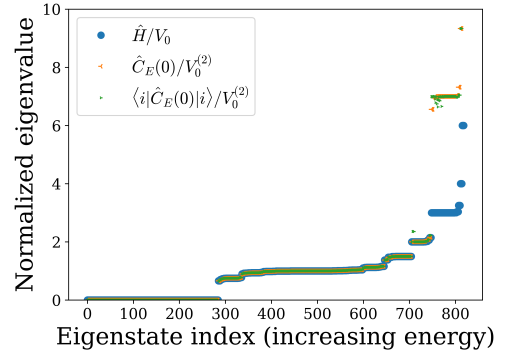 Normalized eigenvalue
10
8
6
4
2
0
Ĥ/V₀
Ĉ_E(0)/V₀⁽²⁾
⟨i|Ĉ_E(0)|i⟩/V₀⁽²⁾
0 100 200 300 400 500 600 700 800
Eigenstate index (increasing energy)